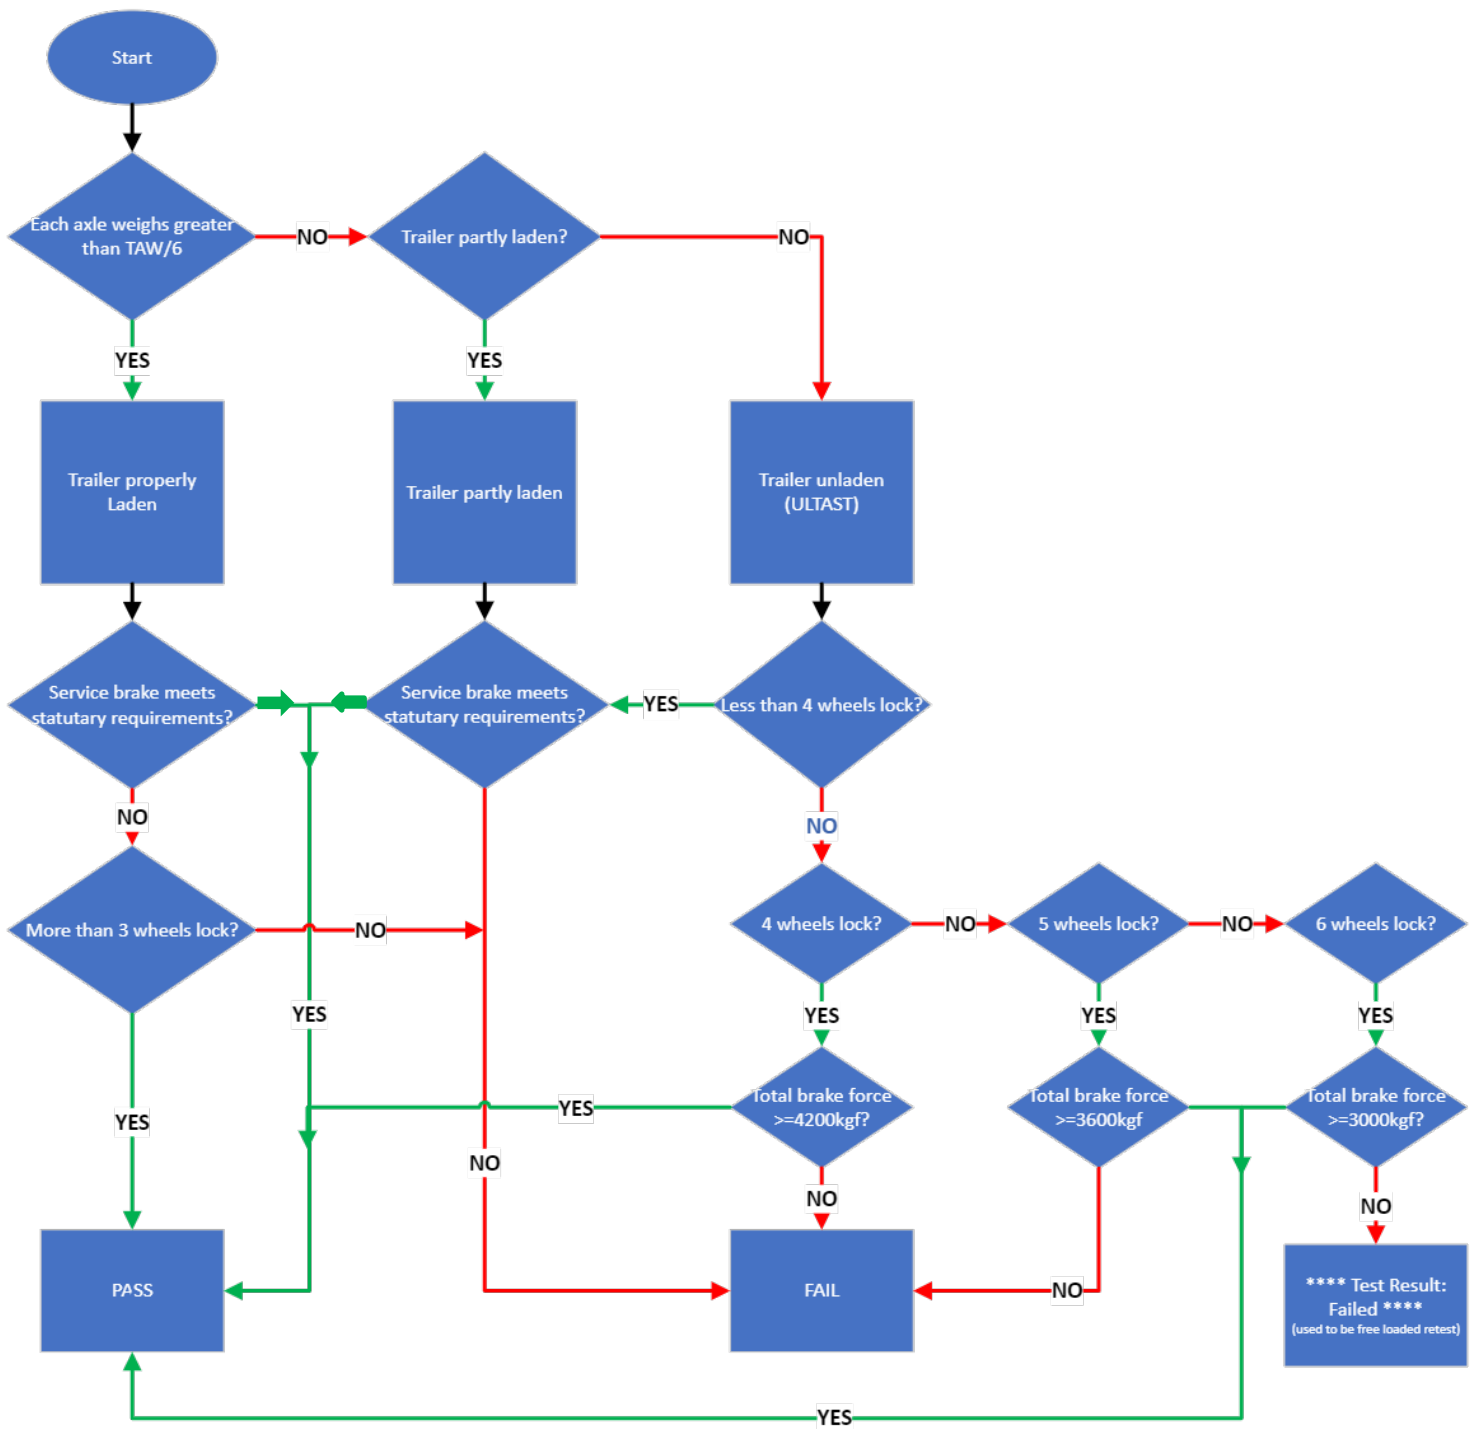 Start
Each axle weighs greater
than TAW/6
NO
Trailer partly laden?
NO
YES
YES
Trailer properly
Laden
Trailer partly laden
Trailer unladen
(ULTAST)
Service brake meets
statutary requirements?
Service brake meets
statutary requirements?
YES
Less than 4 wheels lock?
NO
NO
More than 3 wheels lock?
NO
4 wheels lock?
NO
5 wheels lock?
NO
6 wheels lock?
YES
YES
YES
YES
YES
YES
Total brake force
>=4200kgf?
Total brake force
>=3600kgf
Total brake force
>=3000kgf?
NO
NO
NO
PASS
FAIL
NO
**** Test Result:
Failed ****
(used to be free loaded retest)
YES